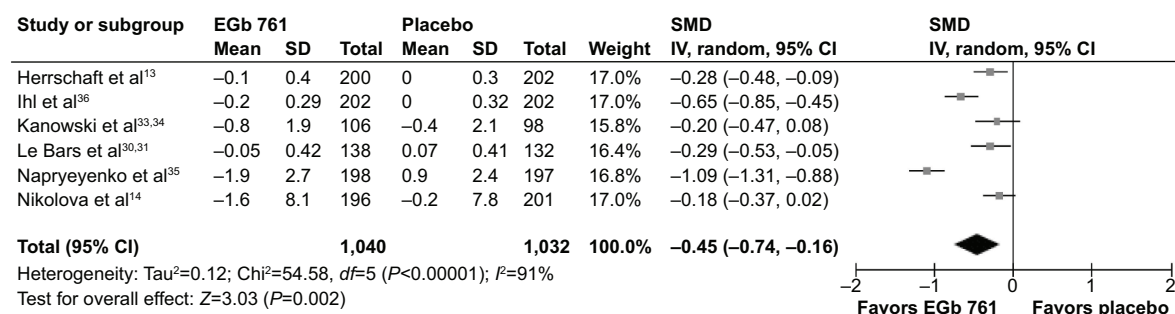 Study or subgroup EGb 761 Placebo SMD SMD
Mean SD Total Mean SD Total Weight IV, random, 95% CI IV, random, 95% CI
Herrschaft et al¹³ –0.1 0.4 200 0 0.3 202 17.0% –0.28 (–0.48, –0.09)
Ihl et al³⁶ –0.2 0.29 202 0 0.32 202 17.0% –0.65 (–0.85, –0.45)
Kanowski et al³³,³⁴ –0.8 1.9 106 –0.4 2.1 98 15.8% –0.20 (–0.47, 0.08)
Le Bars et al³⁰,³¹ –0.05 0.42 138 0.07 0.41 132 16.4% –0.29 (–0.53, –0.05)
Napryeyenko et al³⁵ –1.9 2.7 198 0.9 2.4 197 16.8% –1.09 (–1.31, –0.88)
Nikolova et al¹⁴ –1.6 8.1 196 –0.2 7.8 201 17.0% –0.18 (–0.37, 0.02)
Total (95% CI) 1,040 1,032 100.0% –0.45 (–0.74, –0.16)
Heterogeneity: Tau²=0.12; Chi²=54.58, df=5 (P<0.00001); I²=91%
Test for overall effect: Z=3.03 (P=0.002)
–2 –1 0 1 2
Favors EGb 761 Favors placebo